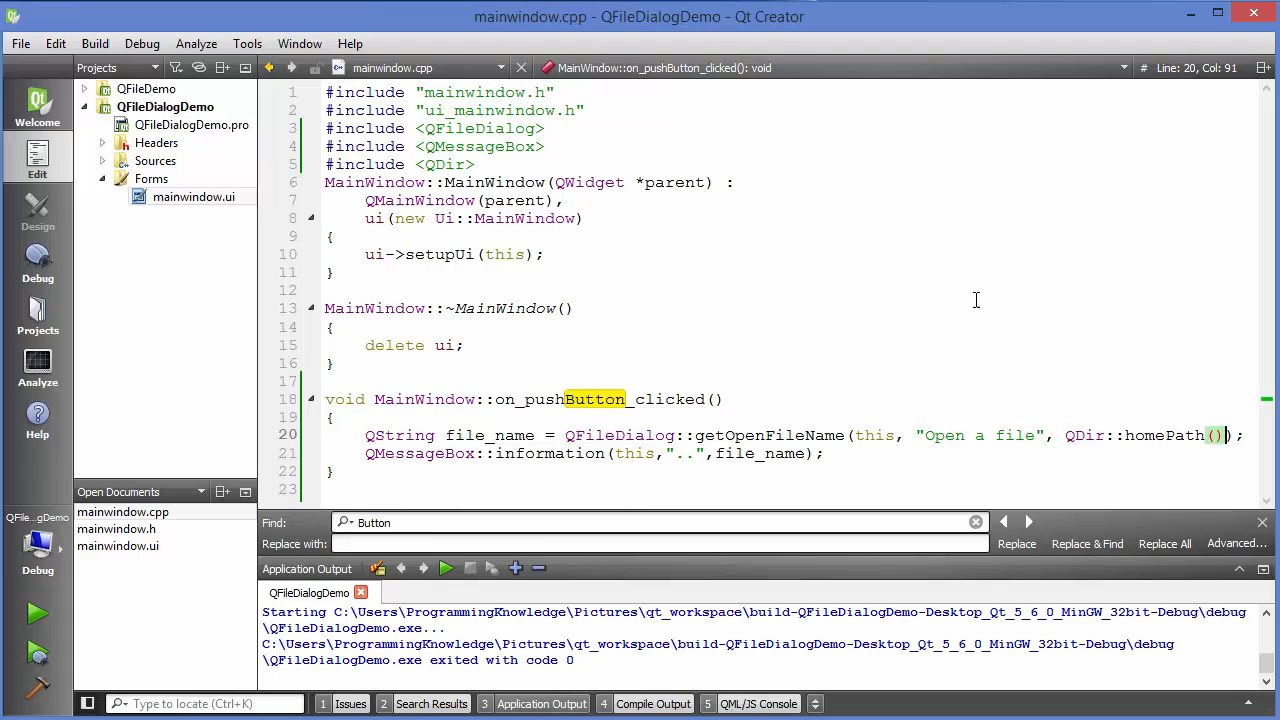 mainwindow.cpp - QFileDialogDemo - Qt Creator
File Edit Build Debug Analyze Tools Window Help
Projects
mainwindow.cpp
MainWindow::on_pushButton_clicked(): void
# Line: 20, Col: 91
Welcome
Edit
Design
Debug
Projects
Analyze
Help
QFile...gDemo
Debug
QFileDemo
QFileDialogDemo
QFileDialogDemo.pro
Headers
Sources
Forms
mainwindow.ui
Open Documents
mainwindow.cpp
mainwindow.h
mainwindow.ui
1 #include "mainwindow.h"
2 #include "ui_mainwindow.h"
3 #include <QFileDialog>
4 #include <QMessageBox>
5 #include <QDir>
6 MainWindow::MainWindow(QWidget *parent) :
7 QMainWindow(parent),
8 ui(new Ui::MainWindow)
9 {
10 ui->setupUi(this);
11 }
12
13 MainWindow::~MainWindow()
14 {
15 delete ui;
16 }
17
18 void MainWindow::on_pushButton_clicked()
19 {
20 QString file_name = QFileDialog::getOpenFileName(this, "Open a file", QDir::homePath());
21 QMessageBox::information(this,"..",file_name);
22 }
23
Find: Button
Replace with: Replace Replace & Find Replace All Advanced...
Application Output
QFileDialogDemo
Starting C:\Users\ProgrammingKnowledge\Pictures\qt_workspace\build-QFileDialogDemo-Desktop_Qt_5_6_0_MinGW_32bit-Debug\debug
\QFileDialogDemo.exe...
C:\Users\ProgrammingKnowledge\Pictures\qt_workspace\build-QFileDialogDemo-Desktop_Qt_5_6_0_MinGW_32bit-Debug\debug
\QFileDialogDemo.exe exited with code 0
Type to locate (Ctrl+K) 1 Issues 2 Search Results 3 Application Output 4 Compile Output 5 QML/JS Console